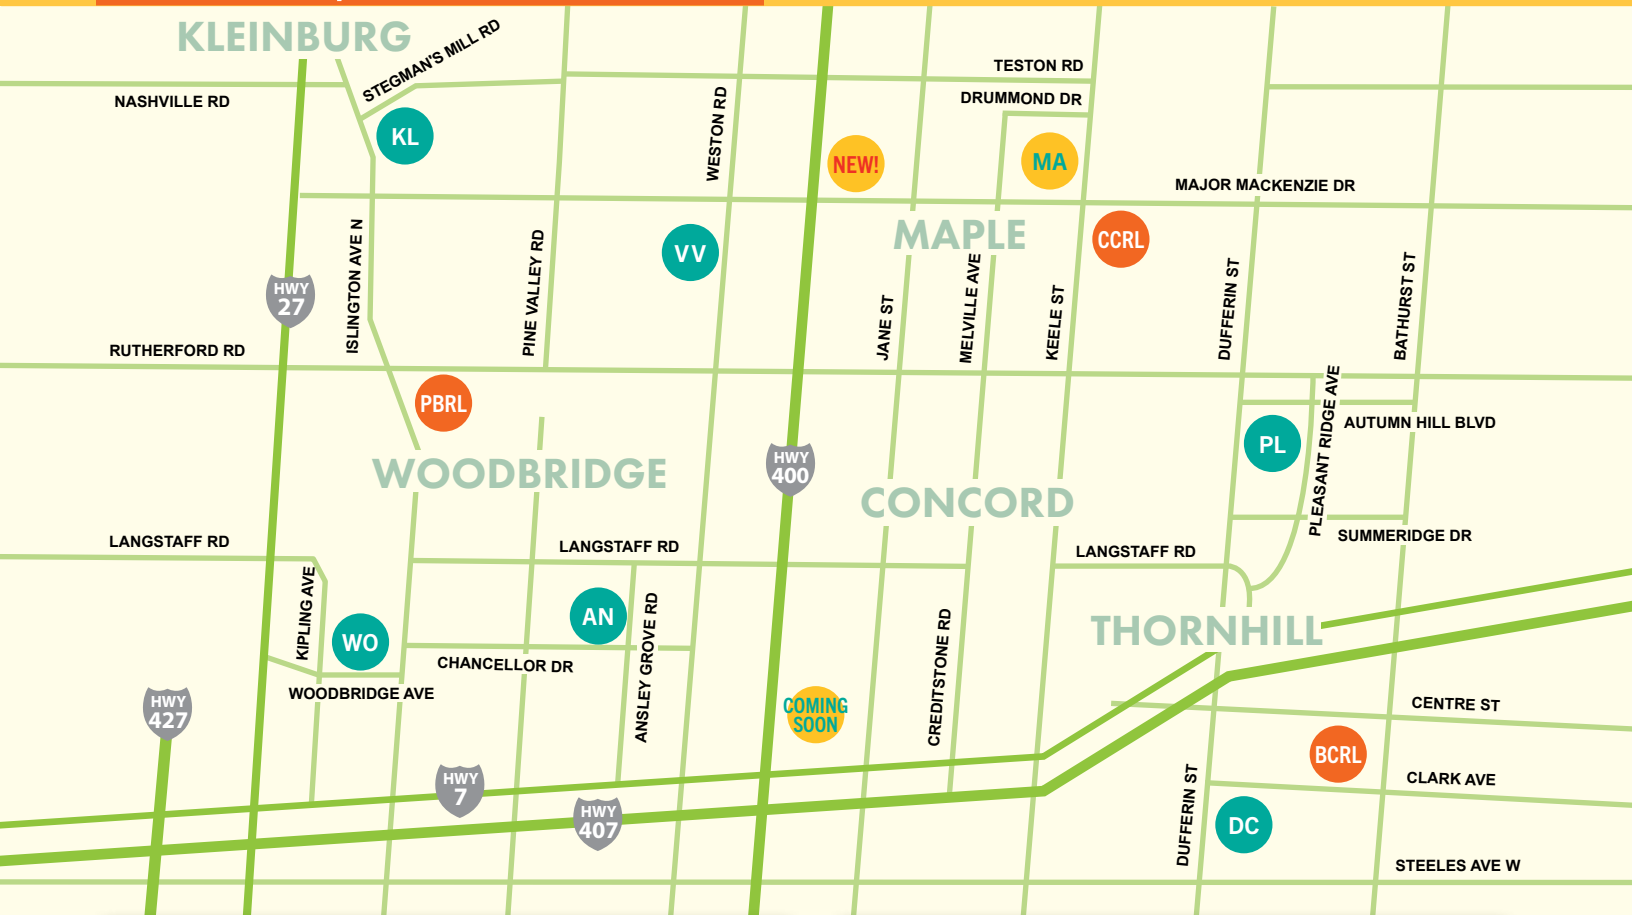 KLEINBURG
STEGMAN'S MILL RD
TESTON RD
NASHVILLE RD
DRUMMOND DR
WESTON RD
KL
NEW!
MA
MAJOR MACKENZIE DR
ISLINGTON AVE N
PINE VALLEY RD
VV
MAPLE
CCRL
HWY
27
JANE ST
MELVILLE AVE
KEELE ST
DUFFERIN ST
BATHURST ST
RUTHERFORD RD
PBRL
PLEASANT RIDGE AVE
AUTUMN HILL BLVD
PL
WOODBRIDGE
HWY
400
CONCORD
SUMMERIDGE DR
LANGSTAFF RD
LANGSTAFF RD
LANGSTAFF RD
KIPLING AVE
WO
AN
ANSLEY GROVE RD
CREDITSTONE RD
THORNHILL
CHANCELLOR DR
WOODBRIDGE AVE
HWY
427
COMING
SOON
CENTRE ST
BCRL
HWY
7
CLARK AVE
HWY
407
DUFFERIN ST
DC
STEELES AVE W